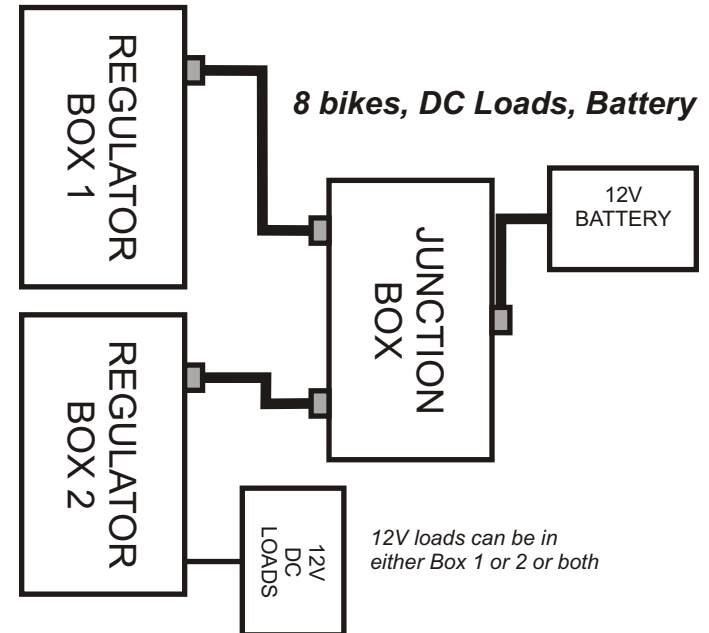 REGULATOR
BOX 1
8 bikes, DC Loads, Battery
12V
BATTERY
JUNCTION
BOX
REGULATOR
BOX 2
12V
DC
LOADS
12V loads can be in
either Box 1 or 2 or both